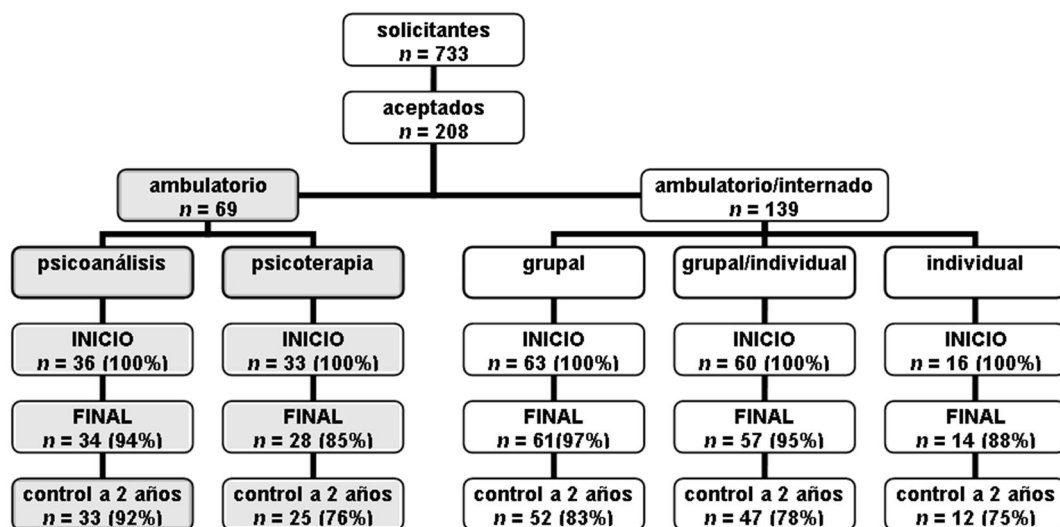 solicitantes
n = 733
aceptados
n = 208
ambulatorio
n = 69
ambulatorio/internado
n = 139
psicoanálisis
psicoterapia
grupal
grupal/individual
individual
INICIO
n = 36 (100%)
INICIO
n = 33 (100%)
INICIO
n = 63 (100%)
INICIO
n = 60 (100%)
INICIO
n = 16 (100%)
FINAL
n = 34 (94%)
FINAL
n = 28 (85%)
FINAL
n = 61(97%)
FINAL
n = 57 (95%)
FINAL
n = 14 (88%)
control a 2 años
n = 33 (92%)
control a 2 años
n = 25 (76%)
control a 2 años
n = 52 (83%)
control a 2 años
n = 47 (78%)
control a 2 años
n = 12 (75%)